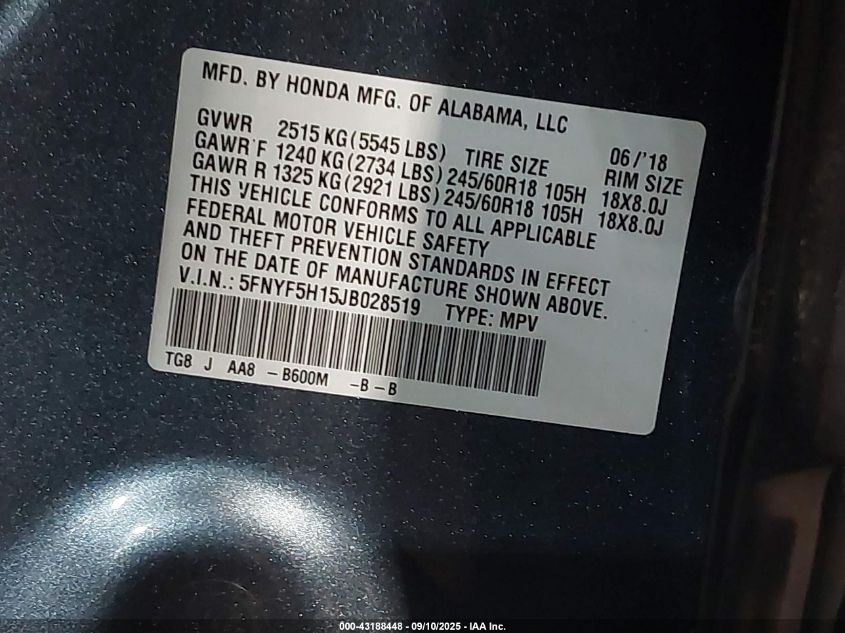 MFD. BY HONDA MFG. OF ALABAMA, LLC
06/'18
GVWR 2515 KG (5545 LBS) TIRE SIZE RIM SIZE
GAWR F 1240 KG (2734 LBS) 245/60R18 105H 18X8.0J
GAWR R 1325 KG (2921 LBS) 245/60R18 105H 18X8.0J
THIS VEHICLE CONFORMS TO ALL APPLICABLE
FEDERAL MOTOR VEHICLE SAFETY
AND THEFT PREVENTION STANDARDS IN EFFECT
ON THE DATE OF MANUFACTURE SHOWN ABOVE.
V.I.N.: 5FNYF5H15JB028519 TYPE: MPV
TG8 J AA8 - B600M - B - B
000-43188448 - 09/10/2025 - IAA Inc.